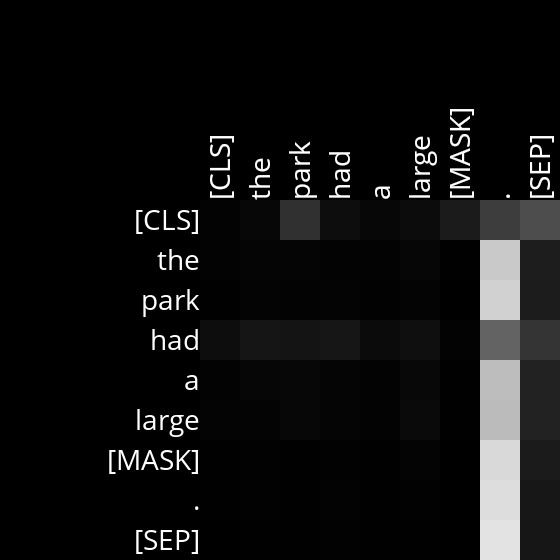 [CLS] the park had a large [MASK] . [SEP]
[CLS]
the
park
had
a
large
[MASK]
.
[SEP]